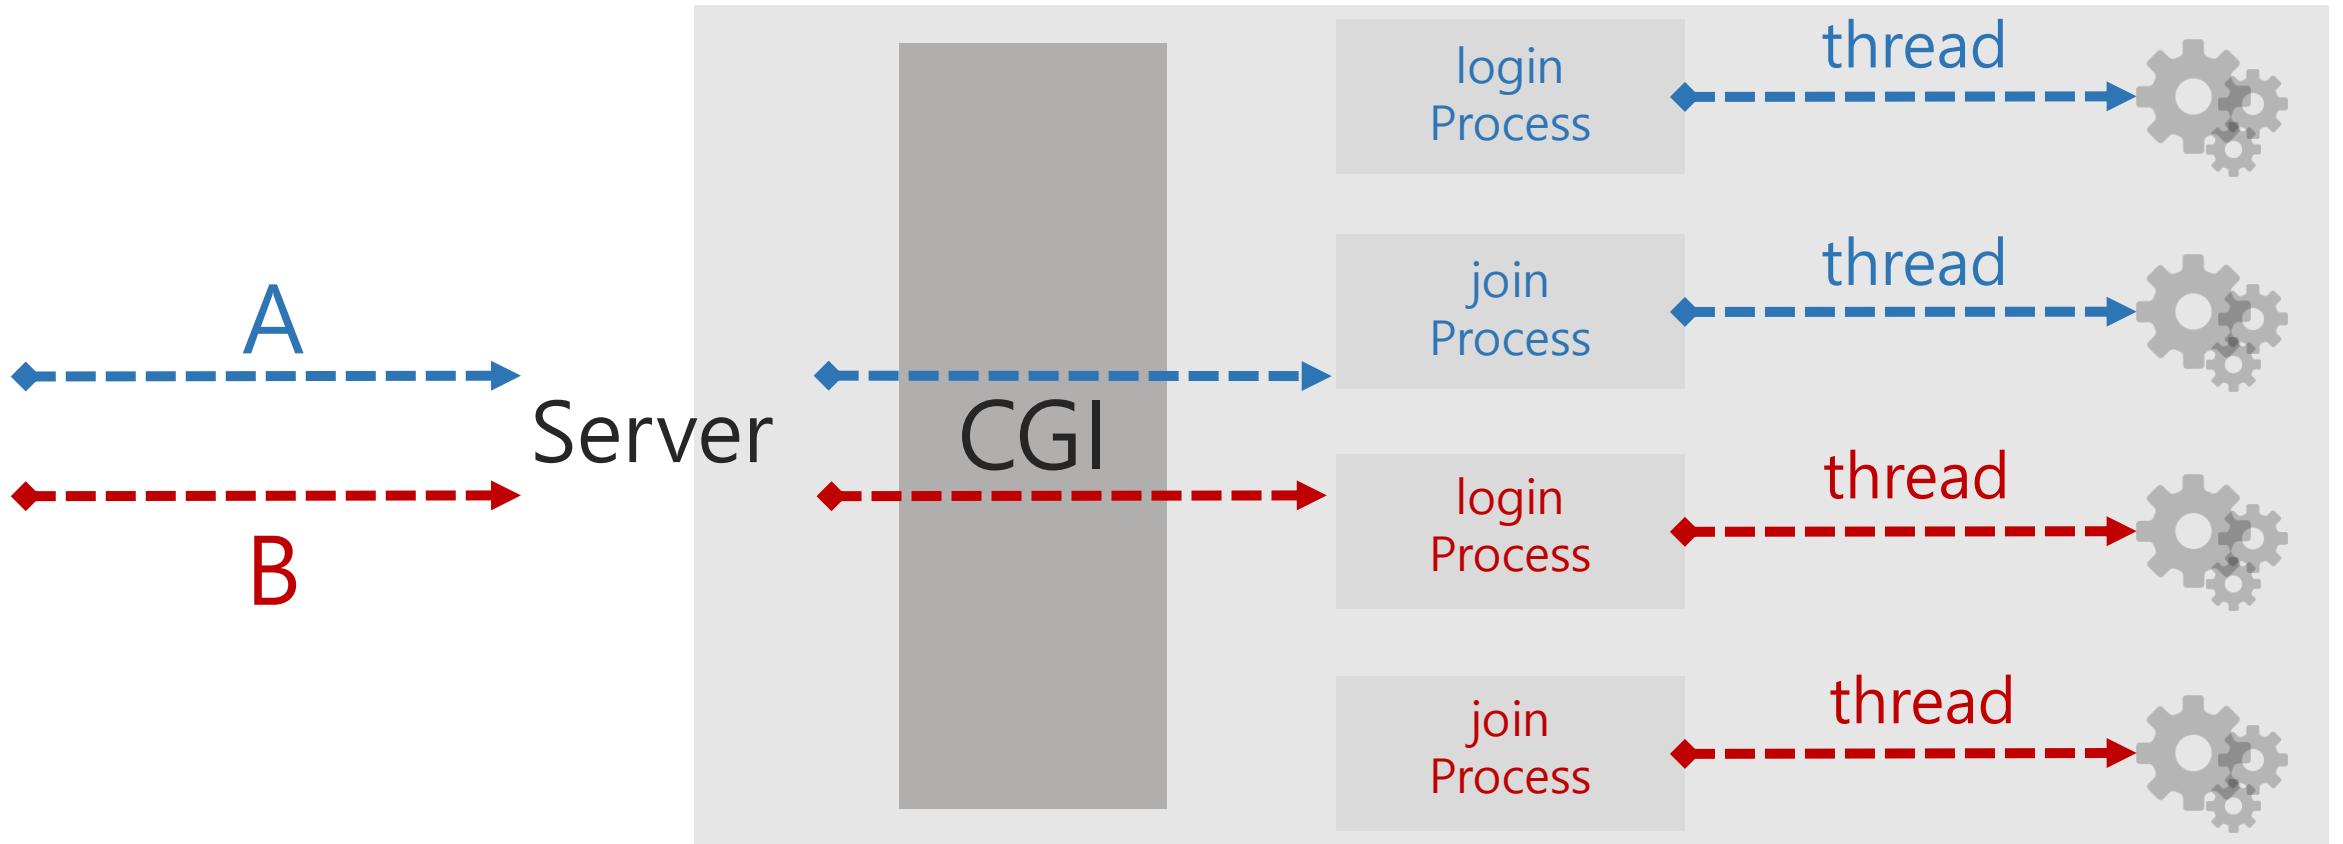 A
B
Server
CGI
login
Process
thread
join
Process
thread
login
Process
thread
join
Process
thread